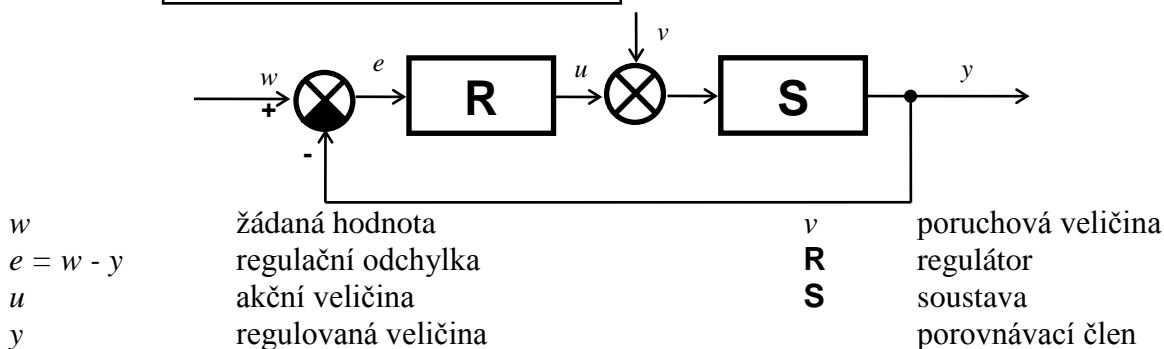 v
w e u y
R S
+
-
w žádaná hodnota v poruchová veličina
e = w - y regulační odchylka R regulátor
u akční veličina S soustava
y regulovaná veličina porovnávací člen